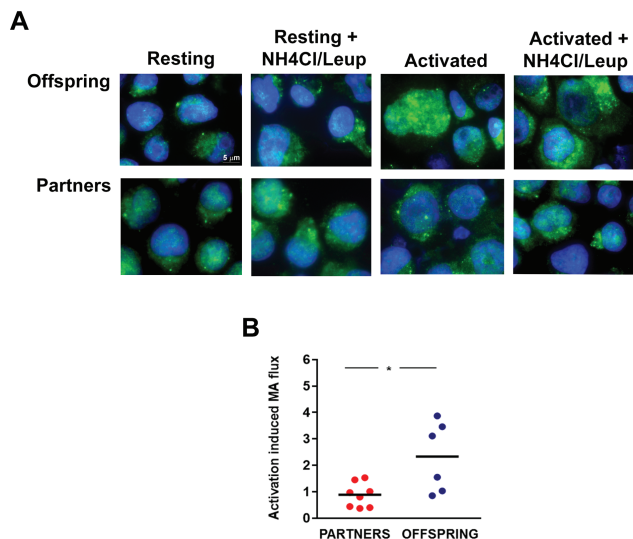 A
Resting
Resting +
NH4Cl/Leup
Activated
Activated +
NH4Cl/Leup
Offspring
5 µm
Partners
B
Activation induced MA flux
6
5
4
3
2
1
0
*
PARTNERS
OFFSPRING